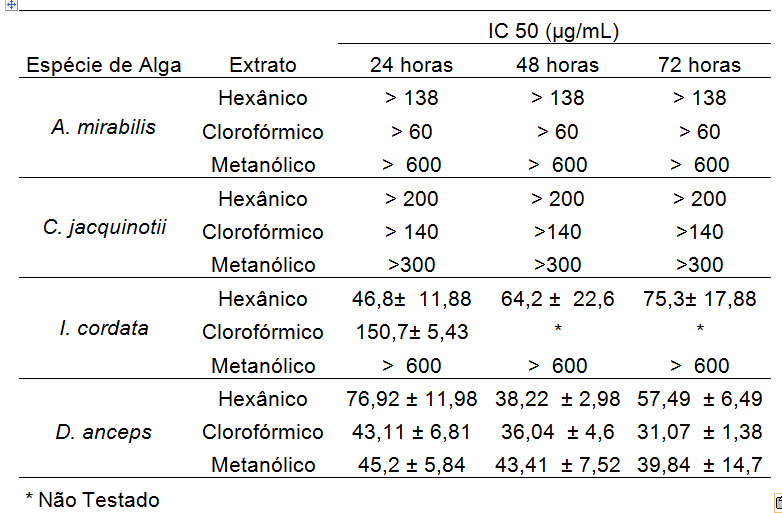 IC 50 (µg/mL)
Espécie de Alga Extrato 24 horas 48 horas 72 horas
Hexânico > 138 > 138 > 138
A. mirabilis Clorofórmico > 60 > 60 > 60
Metanólico > 600 > 600 > 600
Hexânico > 200 > 200 > 200
C. jacquinotii Clorofórmico > 140 >140 >140
Metanólico >300 >300 >300
Hexânico 46,8± 11,88 64,2 ± 22,6 75,3± 17,88
I. cordata Clorofórmico 150,7± 5,43 * *
Metanólico > 600 > 600 > 600
Hexânico 76,92 ± 11,98 38,22 ± 2,98 57,49 ± 6,49
D. anceps Clorofórmico 43,11 ± 6,81 36,04 ± 4,6 31,07 ± 1,38
Metanólico 45,2 ± 5,84 43,41 ± 7,52 39,84 ± 14,7
* Não Testado